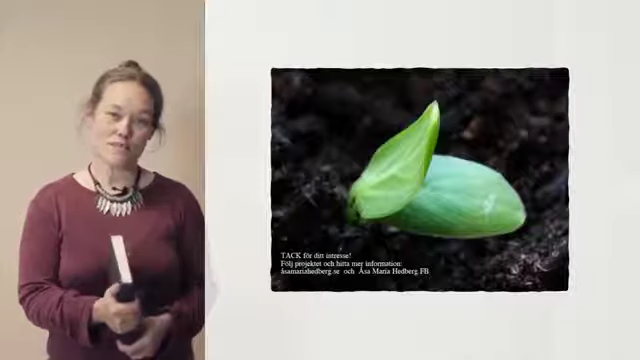 TACK för ditt intresse!
Följ projektet och hitta mer information:
åsamariahedberg.se och Åsa Maria Hedberg FB